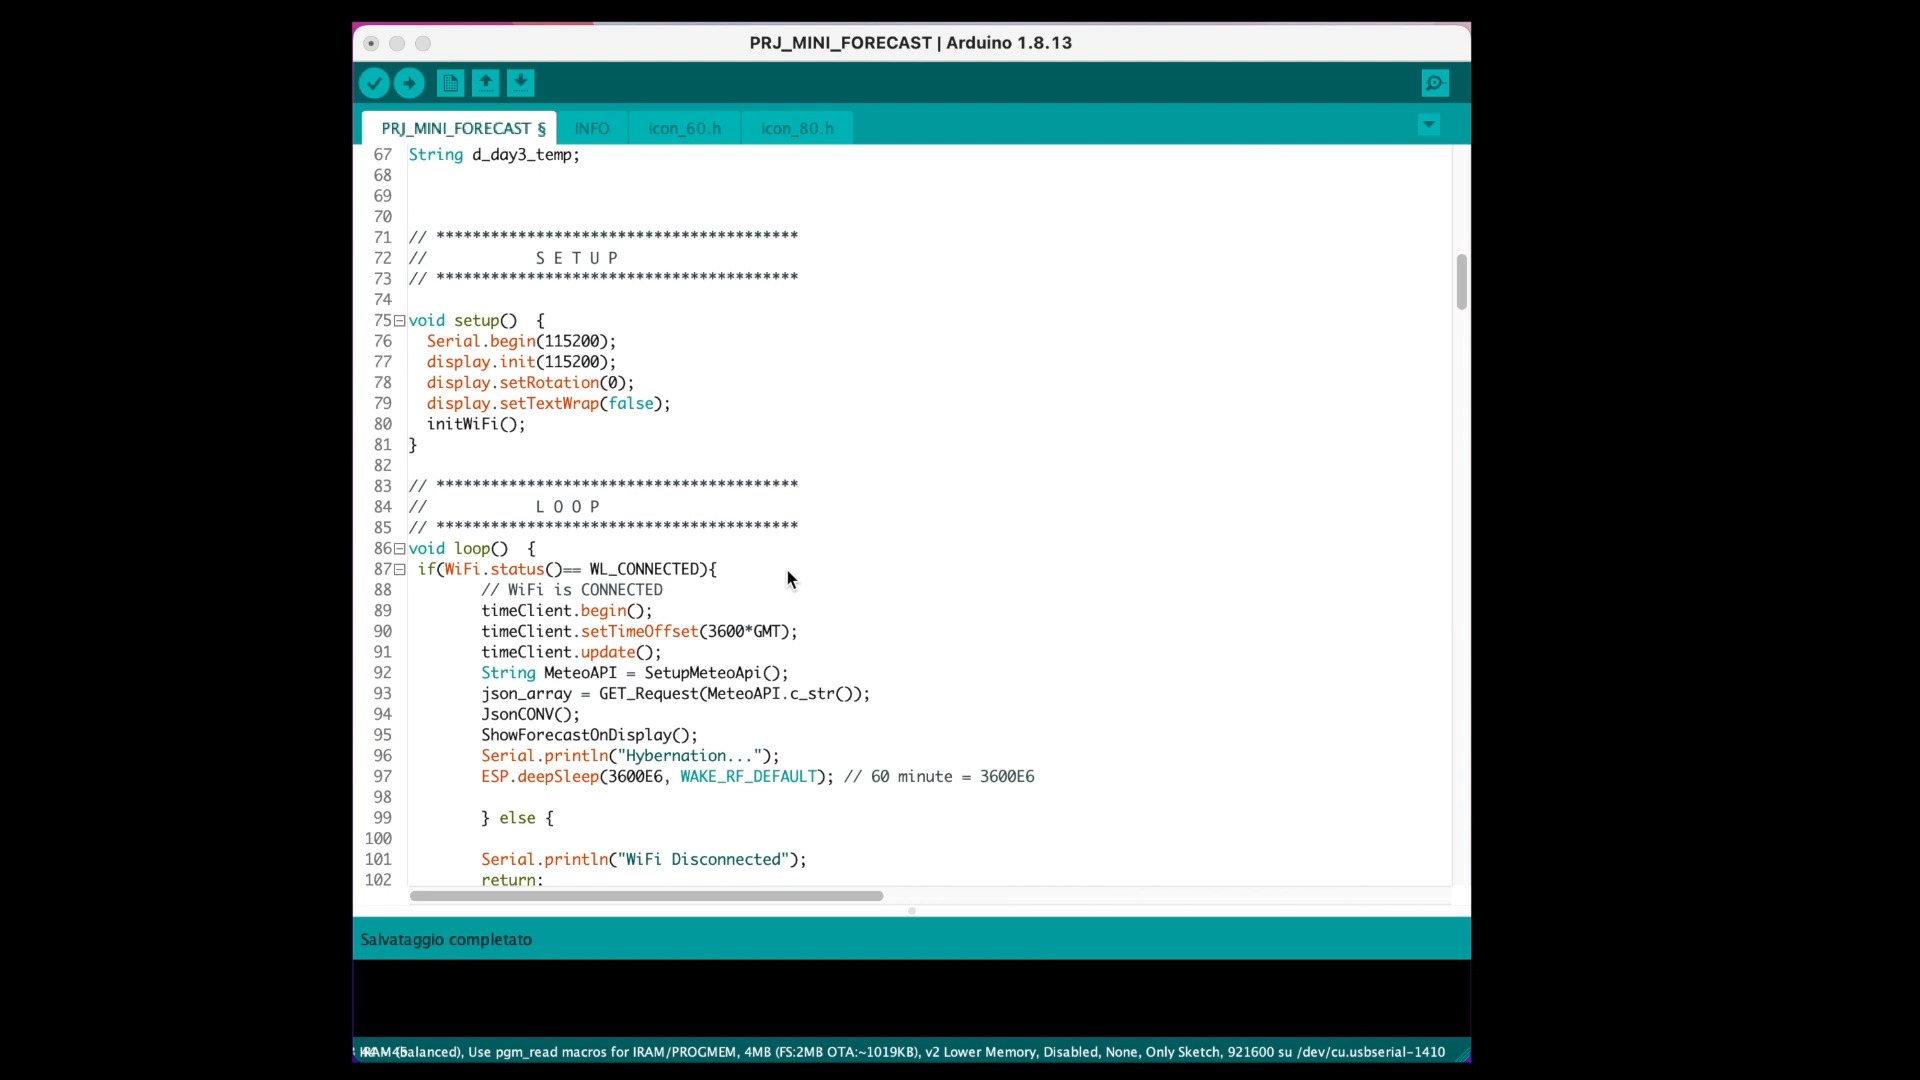 PRJ_MINI_FORECAST | Arduino 1.8.13
PRJ_MINI_FORECAST § INFO icon_60.h icon_80.h
67 String d_day3_temp;
68
69
70
71 // ****************************************
72 // S E T U P
73 // ****************************************
74
75 void setup() {
76 Serial.begin(115200);
77 display.init(115200);
78 display.setRotation(0);
79 display.setTextWrap(false);
80 initWiFi();
81 }
82
83 // ****************************************
84 // L O O P
85 // ****************************************
86 void loop() {
87 if(WiFi.status()== WL_CONNECTED){
88 // WiFi is CONNECTED
89 timeClient.begin();
90 timeClient.setTimeOffset(3600*GMT);
91 timeClient.update();
92 String MeteoAPI = SetupMeteoApi();
93 json_array = GET_Request(MeteoAPI.c_str());
94 JsonCONV();
95 ShowForecastOnDisplay();
96 Serial.println("Hybernation...");
97 ESP.deepSleep(3600E6, WAKE_RF_DEFAULT); // 60 minute = 3600E6
98
99 } else {
100
101 Serial.println("WiFi Disconnected");
102 return;
Salvataggio completato
(balanced), Use pgm_read macros for IRAM/PROGMEM, 4MB (FS:2MB OTA:~1019KB), v2 Lower Memory, Disabled, None, Only Sketch, 921600 su /dev/cu.usbserial-1410